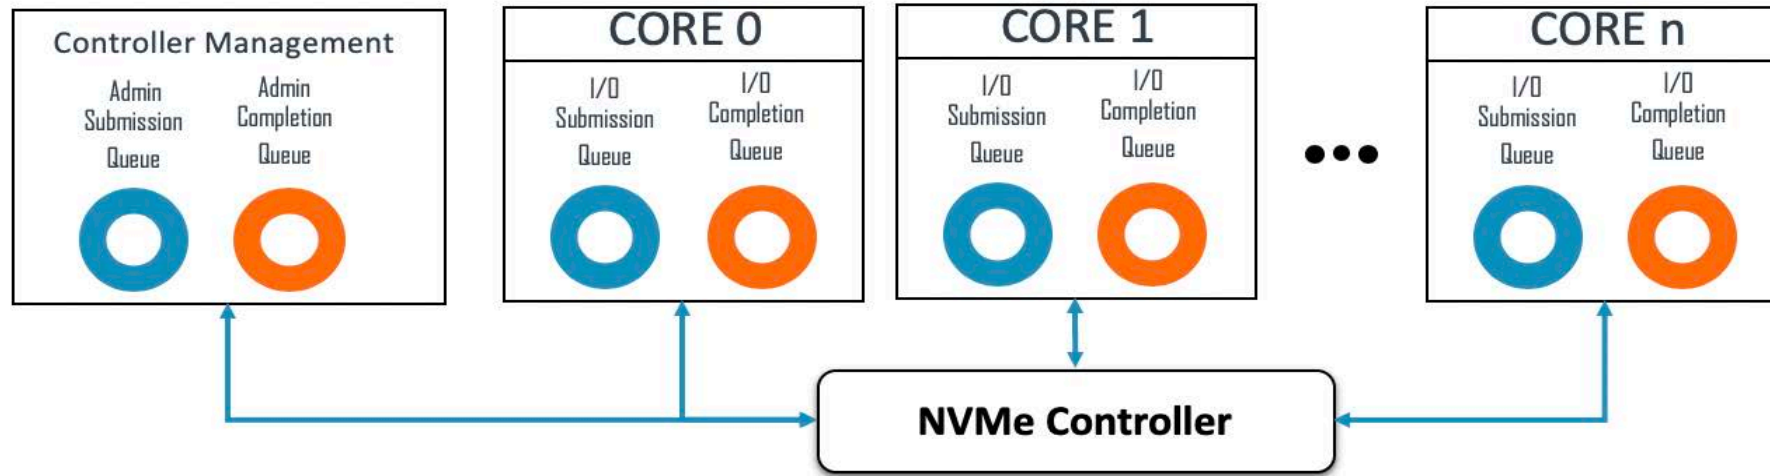 Controller Management
Admin
Submission
Queue
Admin
Completion
Queue
CORE 0
I/O
Submission
Queue
I/O
Completion
Queue
CORE 1
I/O
Submission
Queue
I/O
Completion
Queue
CORE n
I/O
Submission
Queue
I/O
Completion
Queue
NVMe Controller